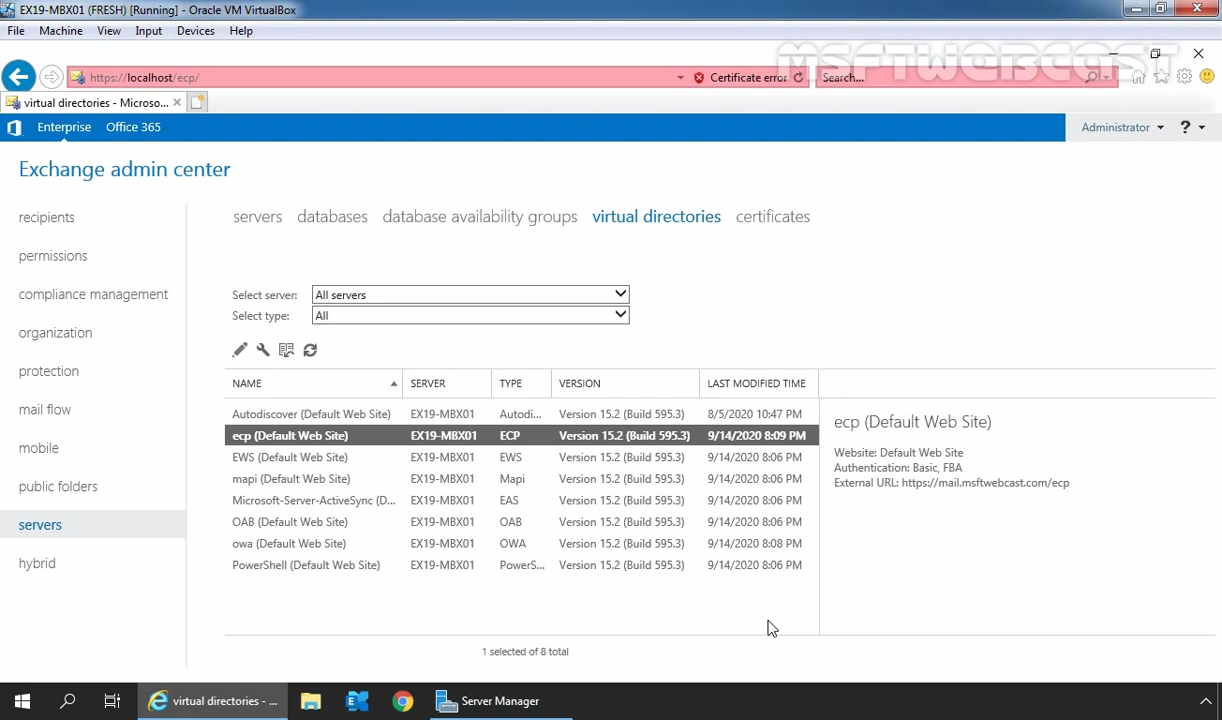 EX19-MBX01 (FRESH) [Running] - Oracle VM VirtualBox
File Machine View Input Devices Help
MSFTWEBCAST
https://localhost/ecp/ Certificate error Search...
virtual directories - Microso...
Enterprise Office 365 Administrator ?
Exchange admin center
recipients
permissions
compliance management
organization
protection
mail flow
mobile
public folders
servers
hybrid
servers databases database availability groups virtual directories certificates
Select server: All servers
Select type: All
NAME SERVER TYPE VERSION LAST MODIFIED TIME
Autodiscover (Default Web Site) EX19-MBX01 Autodi... Version 15.2 (Build 595.3) 8/5/2020 10:47 PM
ecp (Default Web Site) EX19-MBX01 ECP Version 15.2 (Build 595.3) 9/14/2020 8:09 PM
EWS (Default Web Site) EX19-MBX01 EWS Version 15.2 (Build 595.3) 9/14/2020 8:06 PM
mapi (Default Web Site) EX19-MBX01 Mapi Version 15.2 (Build 595.3) 9/14/2020 8:06 PM
Microsoft-Server-ActiveSync (D... EX19-MBX01 EAS Version 15.2 (Build 595.3) 9/14/2020 8:06 PM
OAB (Default Web Site) EX19-MBX01 OAB Version 15.2 (Build 595.3) 9/14/2020 8:06 PM
owa (Default Web Site) EX19-MBX01 OWA Version 15.2 (Build 595.3) 9/14/2020 8:08 PM
PowerShell (Default Web Site) EX19-MBX01 PowerS... Version 15.2 (Build 595.3) 9/14/2020 8:06 PM
ecp (Default Web Site)
Website: Default Web Site
Authentication: Basic, FBA
External URL: https://mail.msftwebcast.com/ecp
1 selected of 8 total
virtual directories - ... Server Manager